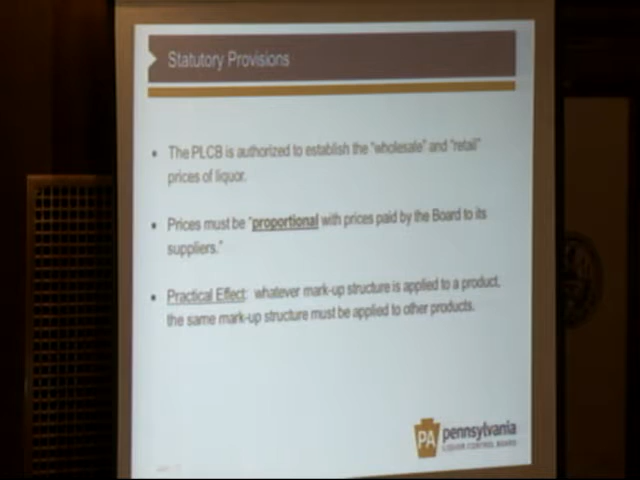 Statutory Provisions
• The PLCB is authorized to establish the "wholesale" and "retail"
prices of liquor.
• Prices must be "proportional with prices paid by the Board to its
suppliers."
• Practical Effect: whatever mark-up structure is applied to a product,
the same mark-up structure must be applied to other products.
PA pennsylvania
LIQUOR CONTROL BOARD